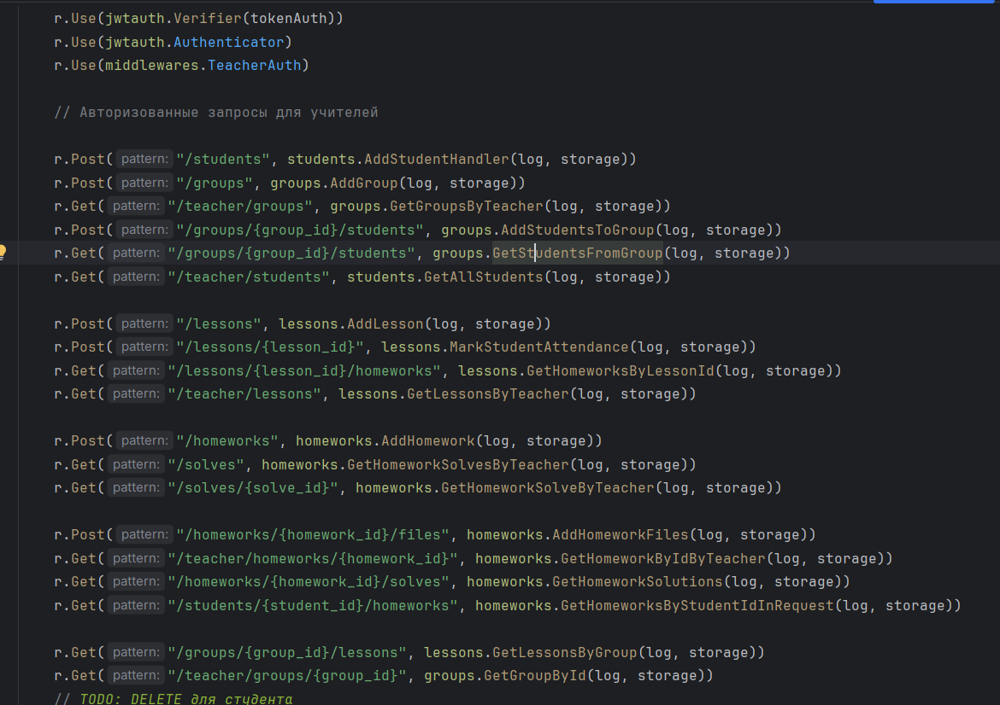 r.Use(jwtauth.Verifier(tokenAuth))
r.Use(jwtauth.Authenticator)
r.Use(middlewares.TeacherAuth)
// Авторизованные запросы для учителей
r.Post( pattern: "/students", students.AddStudentHandler(log, storage))
r.Post( pattern: "/groups", groups.AddGroup(log, storage))
r.Get( pattern: "/teacher/groups", groups.GetGroupsByTeacher(log, storage))
r.Post( pattern: "/groups/{group_id}/students", groups.AddStudentsToGroup(log, storage))
r.Get( pattern: "/groups/{group_id}/students", groups.GetStudentsFromGroup(log, storage))
r.Get( pattern: "/teacher/students", students.GetAllStudents(log, storage))
r.Post( pattern: "/lessons", lessons.AddLesson(log, storage))
r.Post( pattern: "/lessons/{lesson_id}", lessons.MarkStudentAttendance(log, storage))
r.Get( pattern: "/lessons/{lesson_id}/homeworks", lessons.GetHomeworksByLessonId(log, storage))
r.Get( pattern: "/teacher/lessons", lessons.GetLessonsByTeacher(log, storage))
r.Post( pattern: "/homeworks", homeworks.AddHomework(log, storage))
r.Get( pattern: "/solves", homeworks.GetHomeworkSolvesByTeacher(log, storage))
r.Get( pattern: "/solves/{solve_id}", homeworks.GetHomeworkSolveByTeacher(log, storage))
r.Post( pattern: "/homeworks/{homework_id}/files", homeworks.AddHomeworkFiles(log, storage))
r.Get( pattern: "/teacher/homeworks/{homework_id}", homeworks.GetHomeworkByIdByTeacher(log, storage))
r.Get( pattern: "/homeworks/{homework_id}/solves", homeworks.GetHomeworkSolutions(log, storage))
r.Get( pattern: "/students/{student_id}/homeworks", homeworks.GetHomeworksByStudentIdInRequest(log, storage))
r.Get( pattern: "/groups/{group_id}/lessons", lessons.GetLessonsByGroup(log, storage))
r.Get( pattern: "/teacher/groups/{group_id}", groups.GetGroupById(log, storage))
// TODO: DELETE для студента